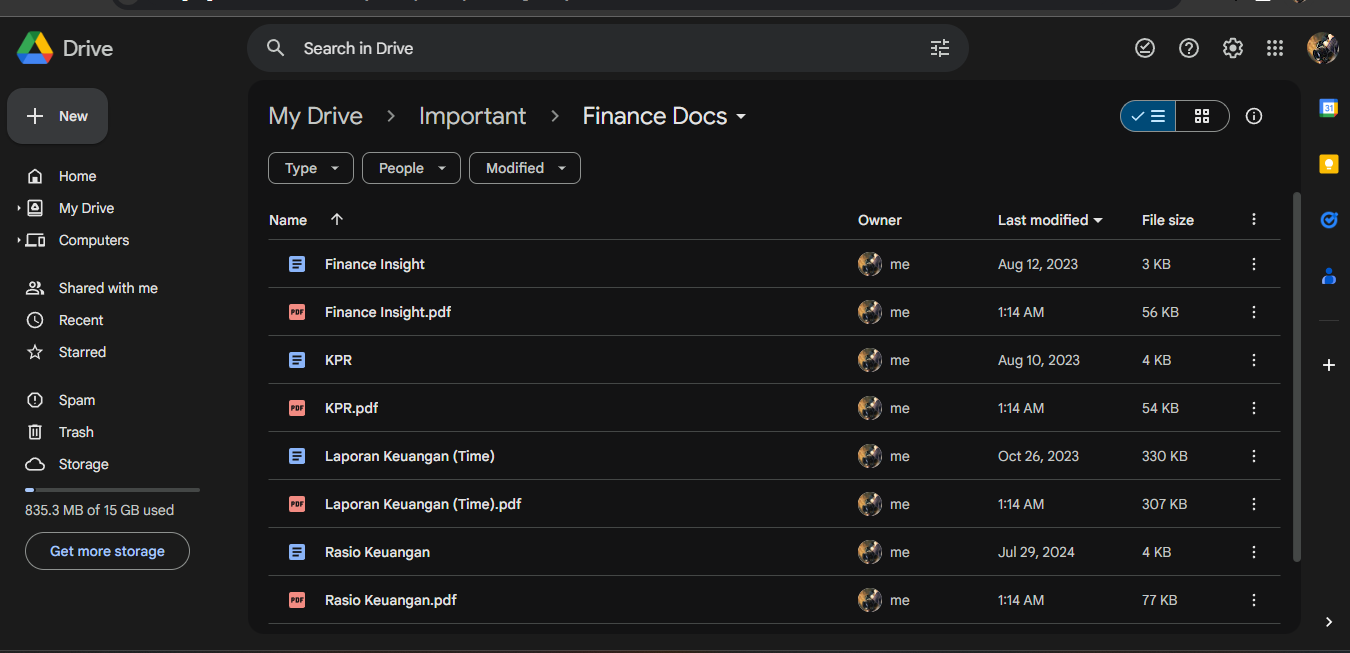 Drive
Search in Drive
New
Home
My Drive
Computers
Shared with me
Recent
Starred
Spam
Trash
Storage
835.3 MB of 15 GB used
Get more storage
My Drive > Important > Finance Docs
Type People Modified
Name Owner Last modified File size
Finance Insight me Aug 12, 2023 3 KB
PDF Finance Insight.pdf me 1:14 AM 56 KB
KPR me Aug 10, 2023 4 KB
PDF KPR.pdf me 1:14 AM 54 KB
Laporan Keuangan (Time) me Oct 26, 2023 330 KB
PDF Laporan Keuangan (Time).pdf me 1:14 AM 307 KB
Rasio Keuangan me Jul 29, 2024 4 KB
PDF Rasio Keuangan.pdf me 1:14 AM 77 KB
31